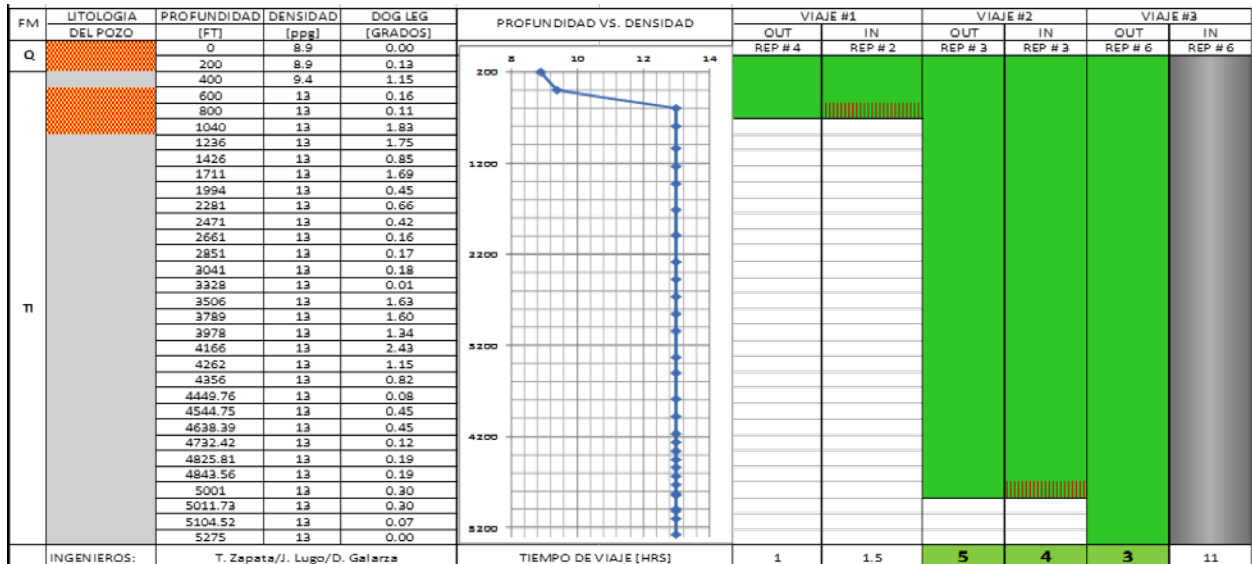 FM LITOLOGIA DEL POZO PROFUNDIDAD [FT] DENSIDAD [ppg] DOG LEG [GRADOS] PROFUNDIDAD VS. DENSIDAD VIAJE #1 VIAJE #2 VIAJE #3
OUT IN OUT IN OUT IN
REP # 4 REP # 2 REP # 3 REP # 3 REP # 6 REP # 6
Q
0 8.9 0.00
200 8.9 0.13
400 9.4 1.15
600 13 0.16
800 13 0.11
1040 13 1.83
1236 13 1.75
1426 13 0.85
1711 13 1.69
1994 13 0.45
2281 13 0.66
2471 13 0.42
2661 13 0.16
2851 13 0.17
3041 13 0.18
3328 13 0.01
TI
3506 13 1.63
3789 13 1.60
3978 13 1.34
4166 13 2.43
4262 13 1.15
4356 13 0.82
4449.76 13 0.08
4544.75 13 0.45
4638.39 13 0.45
4732.42 13 0.12
4825.81 13 0.19
4843.56 13 0.19
5001 13 0.30
5011.73 13 0.30
5104.52 13 0.07
5275 13 0.00
8 10 12 14
200
1200
2200
3200
4200
5200
INGENIEROS: T. Zapata/J. Lugo/D. Galarza TIEMPO DE VIAJE [HRS] 1 1.5 5 4 3 11